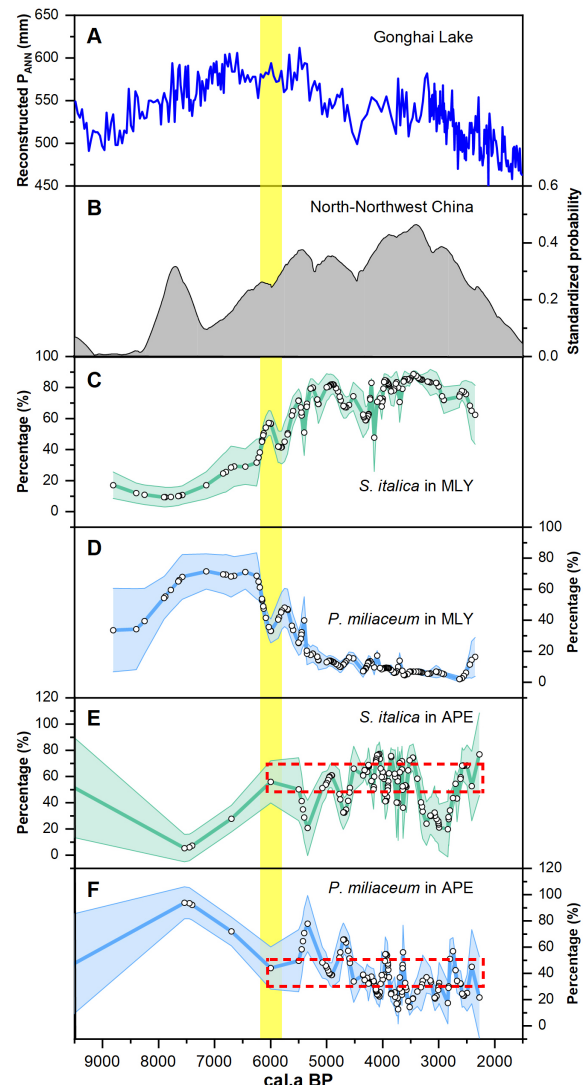 650
A
Gonghai Lake
600
550
500
450
Reconstructed P_ANN (mm)
B
North-Northwest China
0.6
0.4
0.2
0.0
Standardized probability
100
C
80
60
40
20
0
Percentage (%)
S. italica in MLY
D
100
80
60
40
20
0
Percentage (%)
P. miliaceum in MLY
120
E
S. italica in APE
100
80
60
40
20
0
Percentage (%)
F
P. miliaceum in APE
120
100
80
60
40
20
0
Percentage (%)
9000 8000 7000 6000 5000 4000 3000 2000
cal.a BP